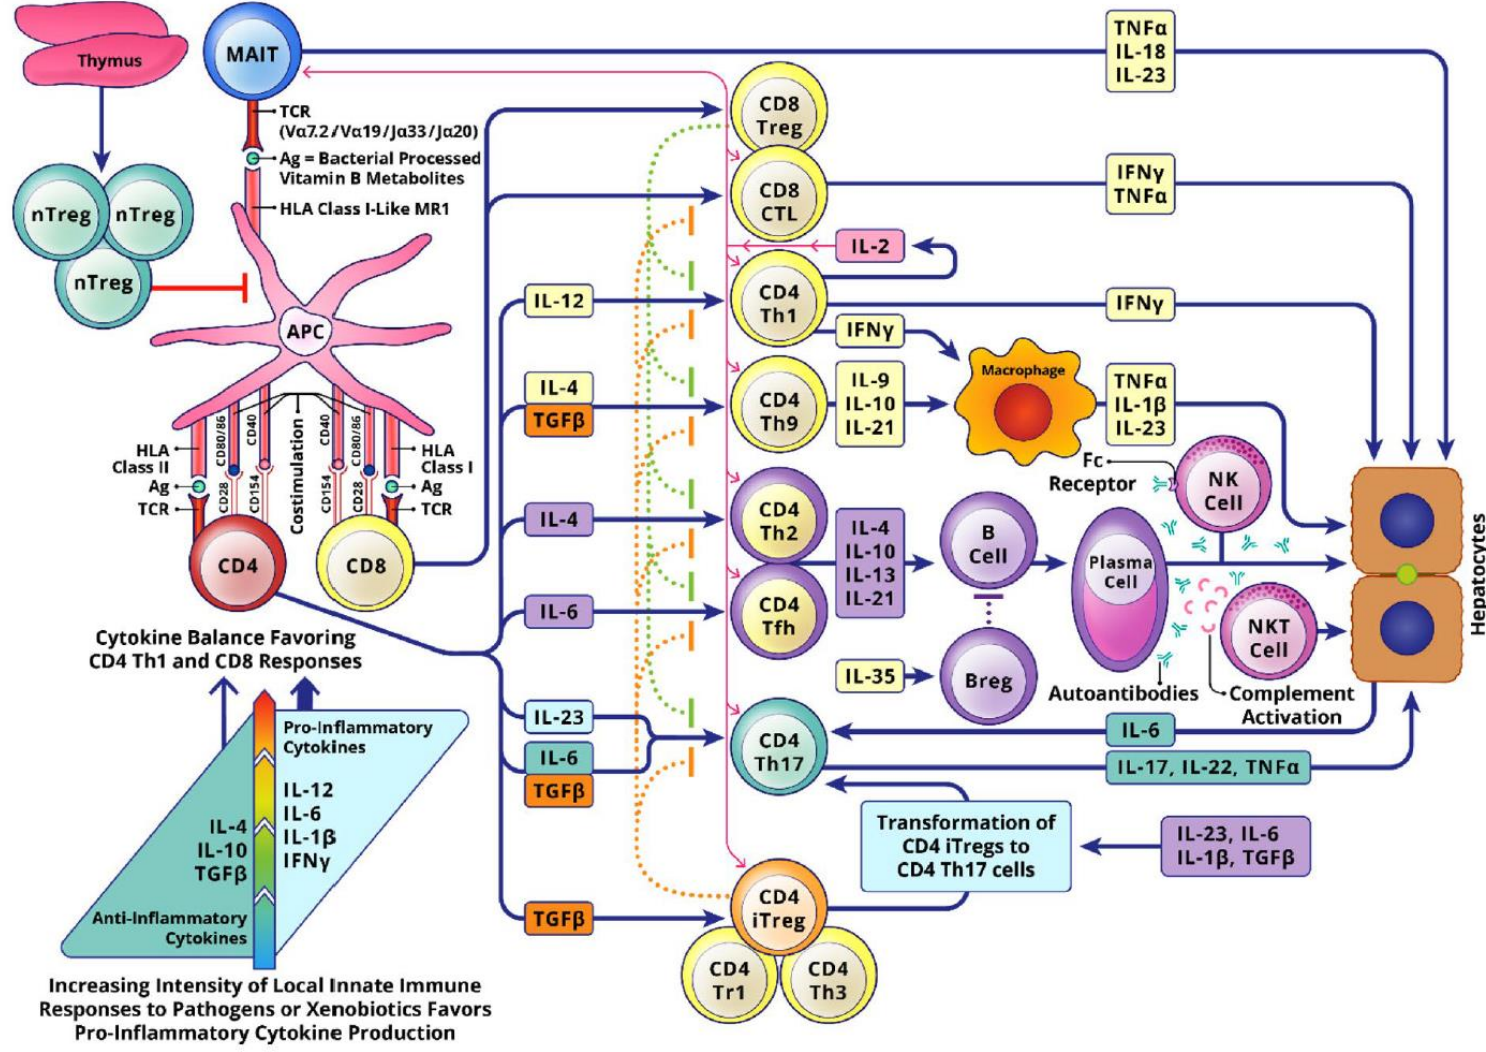 Thymus
MAIT
TCR
(Vα7.2/Vα19/Jα33/Jα20)
Ag = Bacterial Processed
Vitamin B Metabolites
HLA Class I-Like MR1
nTreg
nTreg
nTreg
APC
HLA
Class II
Ag
TCR
CD80/86
CD28
CD40
CD154
Costimulation
CD40
CD154
CD80/86
CD28
HLA
Class I
Ag
TCR
CD4
CD8
Cytokine Balance Favoring
CD4 Th1 and CD8 Responses
Pro-Inflammatory
Cytokines
IL-12
IL-6
IL-1β
IFNγ
IL-4
IL-10
TGFβ
Anti-Inflammatory
Cytokines
Increasing Intensity of Local Innate Immune
Responses to Pathogens or Xenobiotics Favors
Pro-Inflammatory Cytokine Production
IL-12
IL-4
TGFβ
IL-4
IL-6
IL-23
IL-6
TGFβ
TGFβ
CD8
Treg
CD8
CTL
IL-2
CD4
Th1
IFNγ
CD4
Th9
IL-9
IL-10
IL-21
CD4
Th2
CD4
Tfh
IL-4
IL-10
IL-13
IL-21
IL-35
CD4
Th17
CD4
iTreg
CD4
Tr1
CD4
Th3
Macrophage
B
Cell
Breg
Plasma
Cell
Fc
Receptor
NK
Cell
NKT
Cell
Autoantibodies
Complement
Activation
TNFα
IL-18
IL-23
IFNγ
TNFα
IFNγ
TNFα
IL-1β
IL-23
IL-6
IL-17, IL-22, TNFα
Transformation of
CD4 iTregs to
CD4 Th17 cells
IL-23, IL-6
IL-1β, TGFβ
Hepatocytes